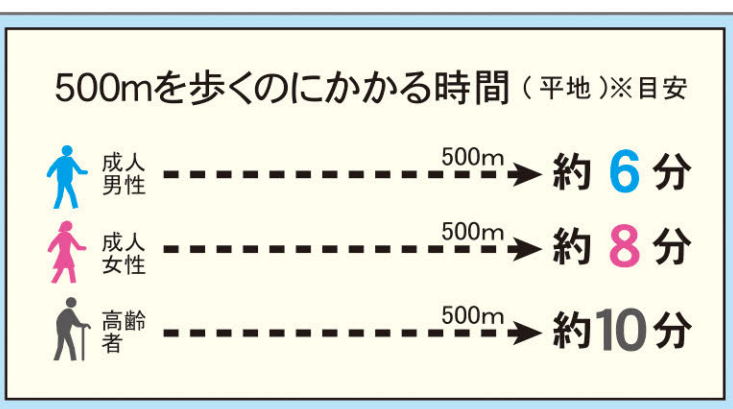 500mを歩くのにかかる時間(平地)※目安
成人
男性
500m
約6分
成人
女性
500m
約8分
高齢
者
500m
約10分